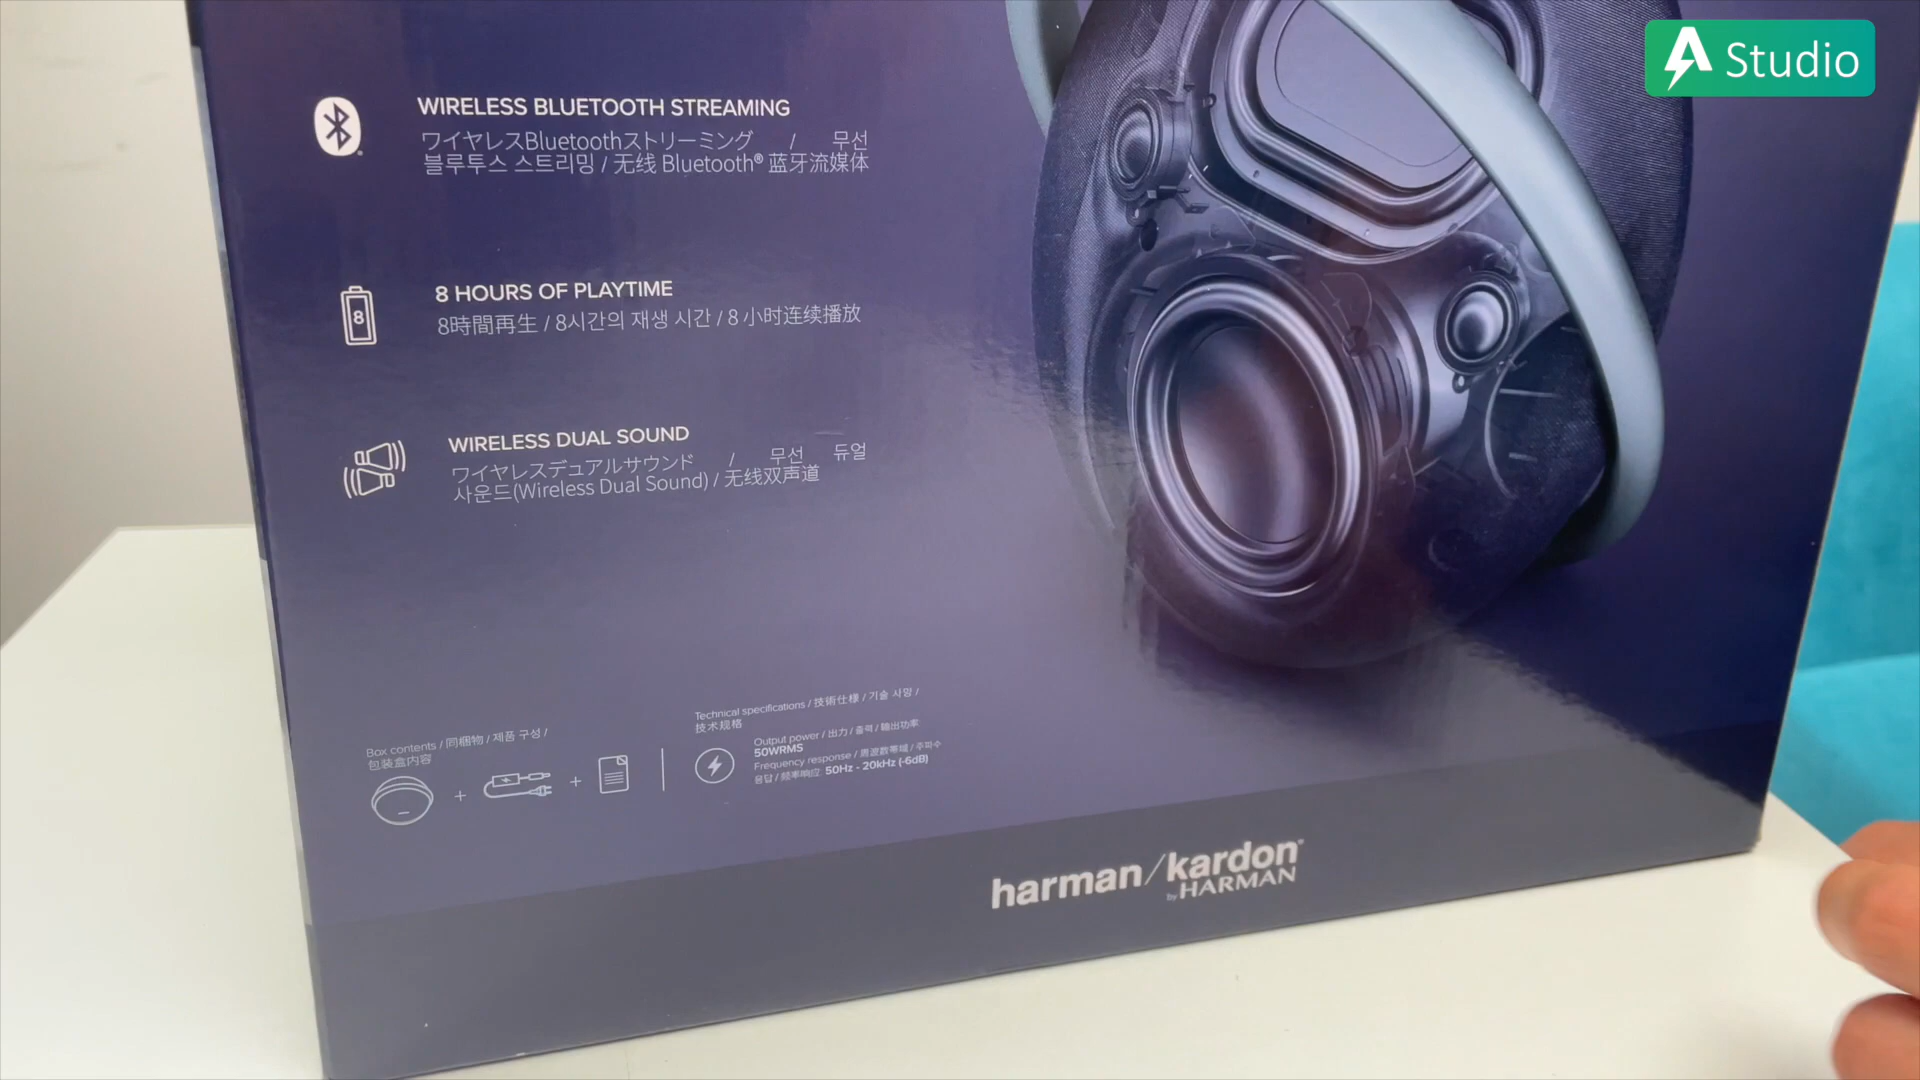 Studio
WIRELESS BLUETOOTH STREAMING
ワイヤレスBluetoothストリーミング / 무선
블루투스 스트리밍 / 无线 Bluetooth® 蓝牙流媒体
8
8 HOURS OF PLAYTIME
8時間再生 / 8시간의 재생 시간 / 8 小时连续播放
WIRELESS DUAL SOUND
ワイヤレスデュアルサウンド / 무선 듀얼
사운드(Wireless Dual Sound) / 无线双声道
Box contents / 同梱物 / 제품 구성 /
包装盒内容
Technical specifications / 技術仕様 / 기술 사양 /
技术规格
Output power / 出力 / 출력 / 输出功率:
50WRMS
Frequency response / 周波数帯域 / 주파수
응답 / 频率响应: 50Hz - 20kHz (-6dB)
harman/kardon®
by HARMAN